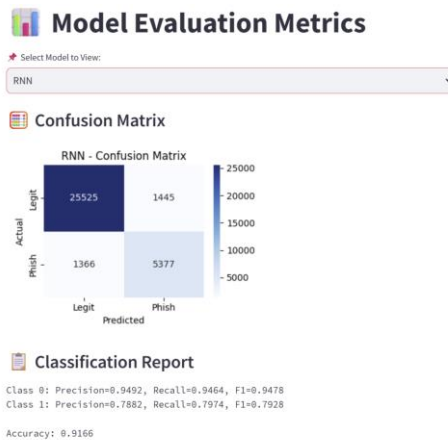 Model Evaluation Metrics
Select Model to View:
RNN
Confusion Matrix
RNN - Confusion Matrix
Actual
Legit
25525
1445
Phish
1366
5377
Legit
Phish
Predicted
25000
20000
15000
10000
5000
Classification Report
Class 0: Precision=0.9492, Recall=0.9464, F1=0.9478
Class 1: Precision=0.7882, Recall=0.7974, F1=0.7928
Accuracy: 0.9166